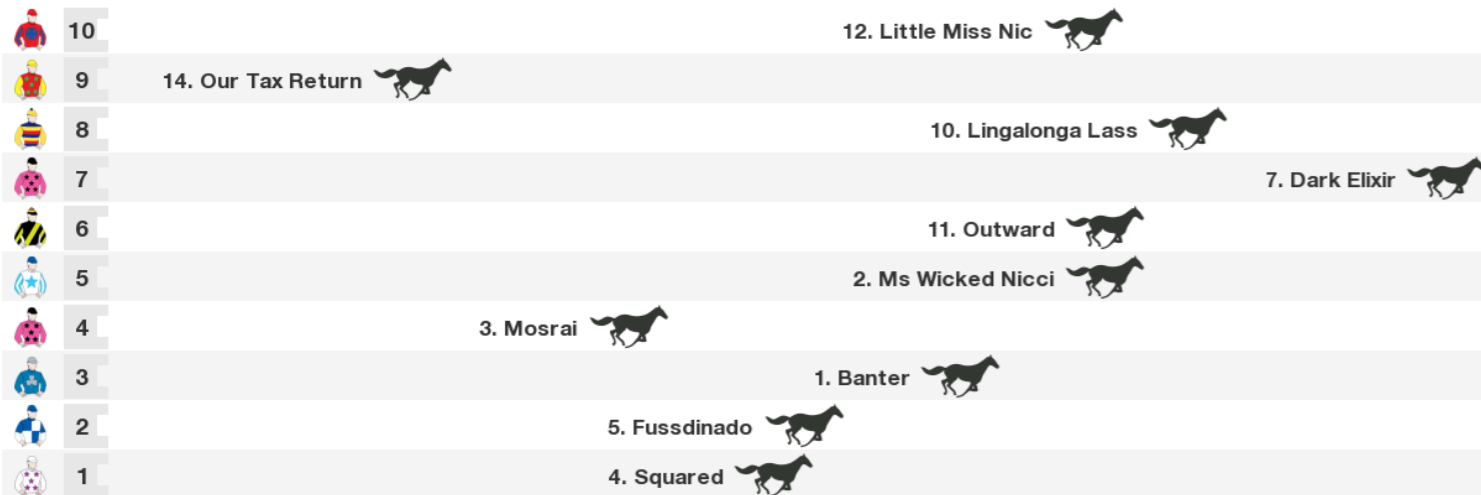 10 12. Little Miss Nic
9 14. Our Tax Return
8 10. Lingalonga Lass
7 7. Dark Elixir
6 11. Outward
5 2. Ms Wicked Nicci
4 3. Mosrai
3 1. Banter
2 5. Fussdinado
1 4. Squared